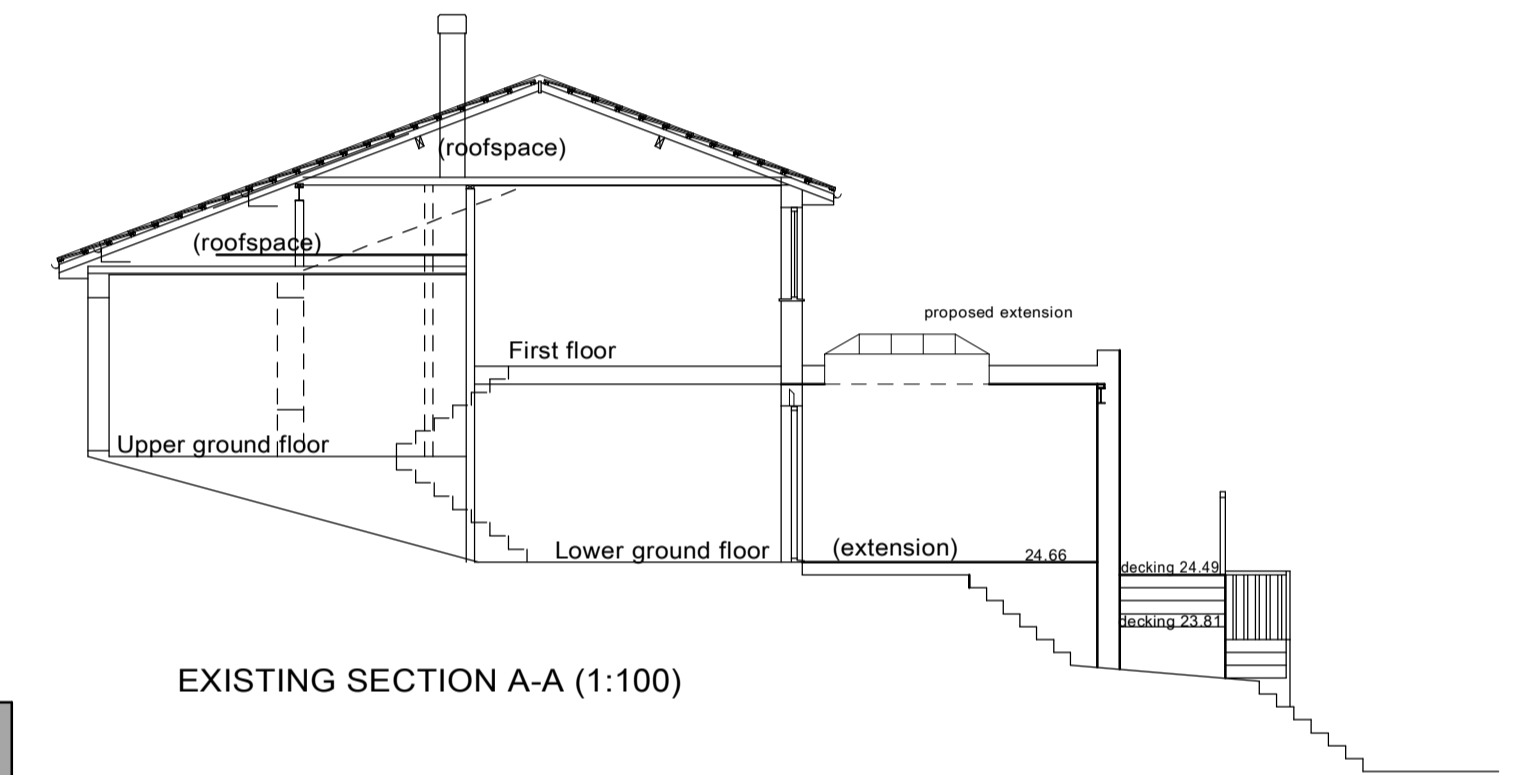 (roofspace)
(roofspace)
proposed extension
First floor
Upper ground floor
Lower ground floor
(extension)
24.66
decking 24.49
decking 23.81
EXISTING SECTION A-A (1:100)